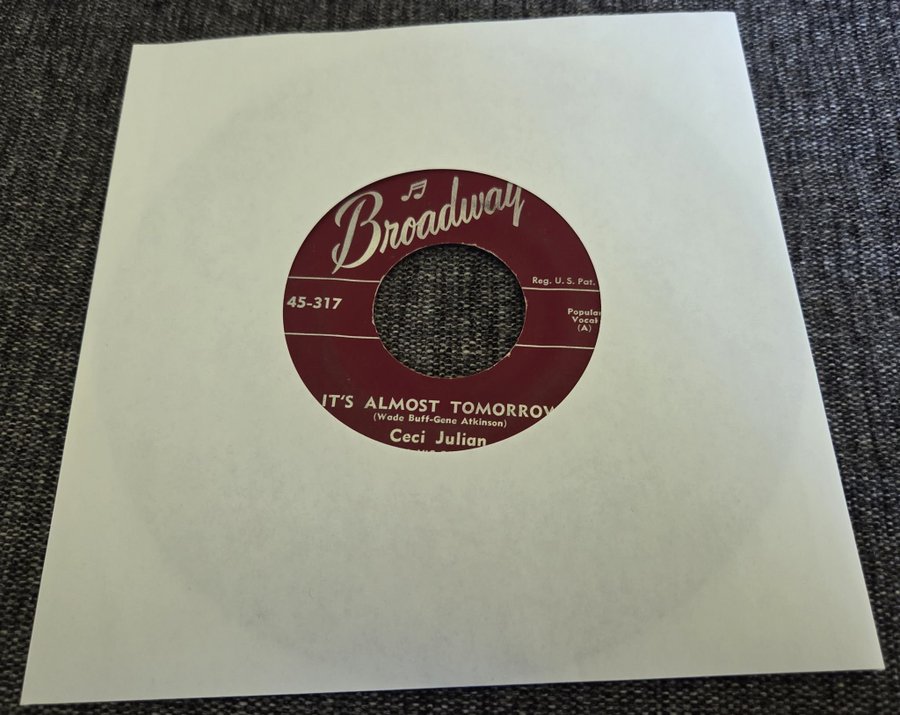 Broadway
Reg. U. S. Pat.
45-317
Popular
Vocal
(A)
IT'S ALMOST TOMORROW
(Wade Buff-Gene Atkinson)
Ceci Julian